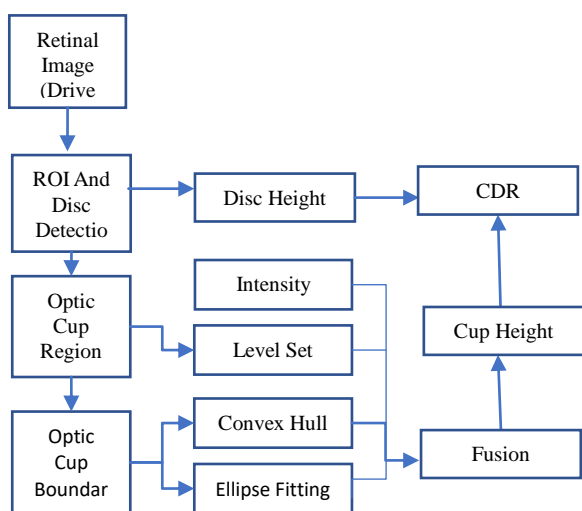 Retinal
Image
(Drive
ROI And
Disc
Detectio
Disc Height
CDR
Optic
Cup
Region
Intensity
Level Set
Cup Height
Optic
Cup
Boundar
Convex Hull
Ellipse Fitting
Fusion